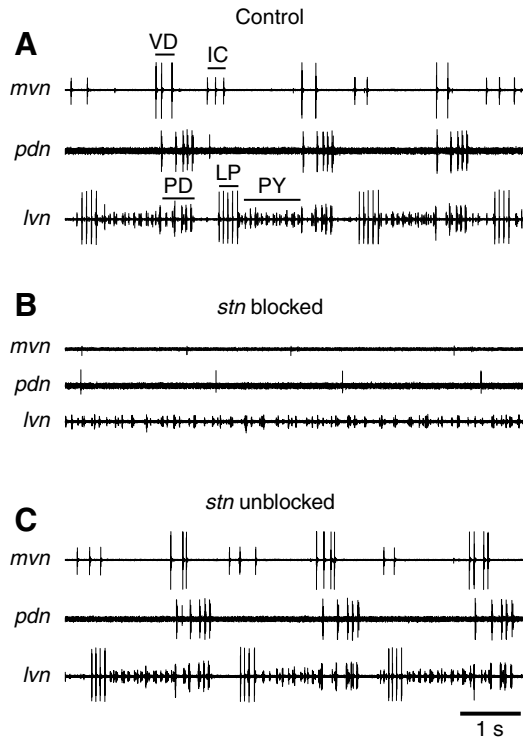 Control
A
VD
IC
mvn
pdn
PD
LP
PY
lvn
B
stn blocked
mvn
pdn
lvn
C
stn unblocked
mvn
pdn
lvn
1 s